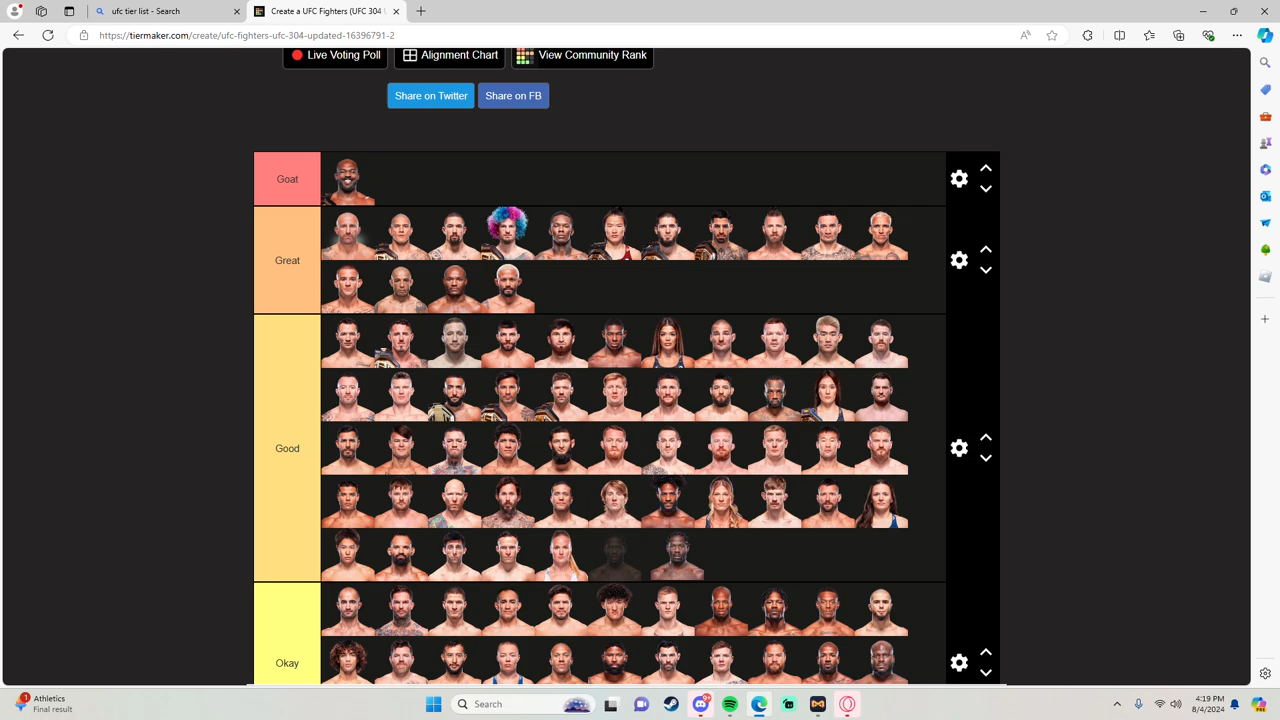 ufc tier list - Search
Create a UFC Fighters (UFC 304 U
https://tiermaker.com/create/ufc-fighters-ufc-304-updated-16396791-2
Live Voting Poll
Alignment Chart
View Community Rank
Share on Twitter
Share on FB
Goat
Great
Good
Okay
1
Athletics
Final result
Search
9+
4:19 PM
8/4/2024